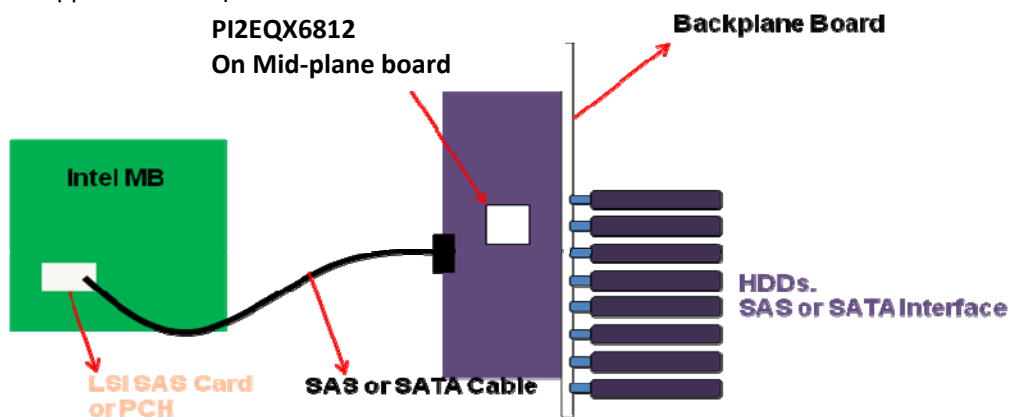 PI2EQX6812
On Mid-plane board
Backplane Board
Intel MB
HDDs.
SAS or SATA Interface
LSI SAS Card
or PCH
SAS or SATA Cable